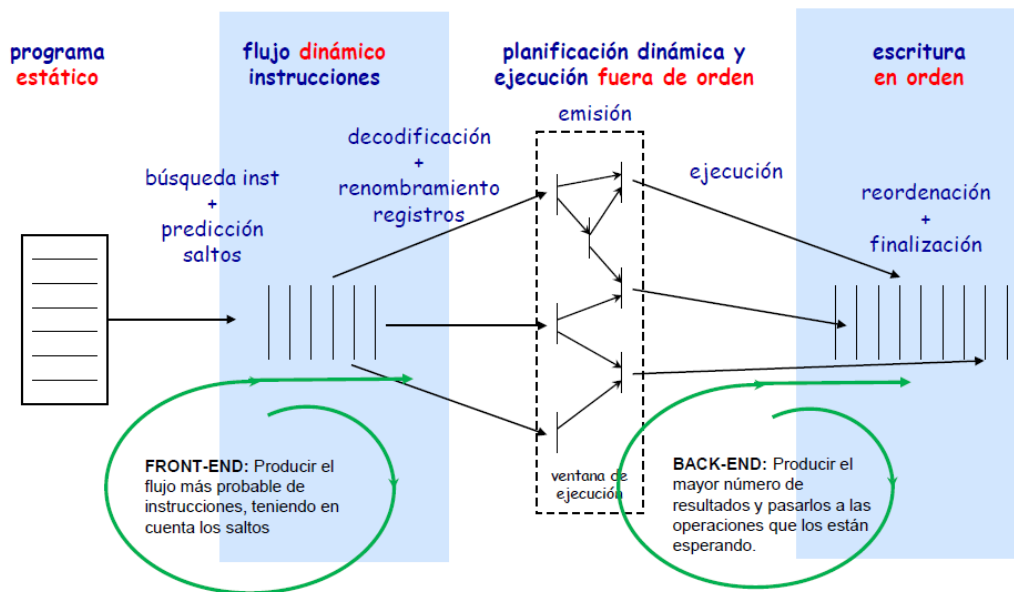 programa
estático
flujo dinámico
instrucciones
planificación dinámica y
ejecución fuera de orden
escritura
en orden
emisión
decodificación
+
renombramiento
registros
búsqueda inst
+
predicción
saltos
ejecución
reordenación
+
finalización
FRONT-END: Producir el
flujo más probable de
instrucciones, teniendo en
cuenta los saltos
ventana de
ejecución
BACK-END: Producir el
mayor número de
resultados y pasarlos a las
operaciones que los están
esperando.